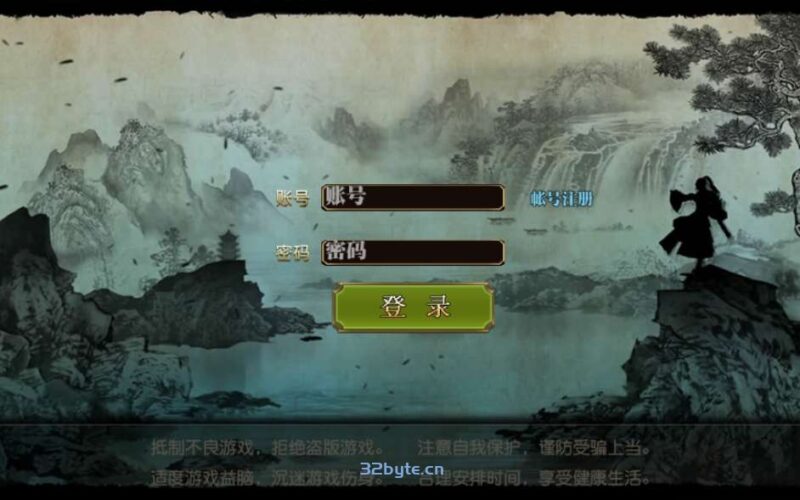 账号 账号 帐号注册
密码 密码
登录
抵制不良游戏，拒绝盗版游戏。 注意自我保护，谨防受骗上当。
适度游戏益脑，沉迷游戏伤身。 合理安排时间，享受健康生活。
32byte.cn